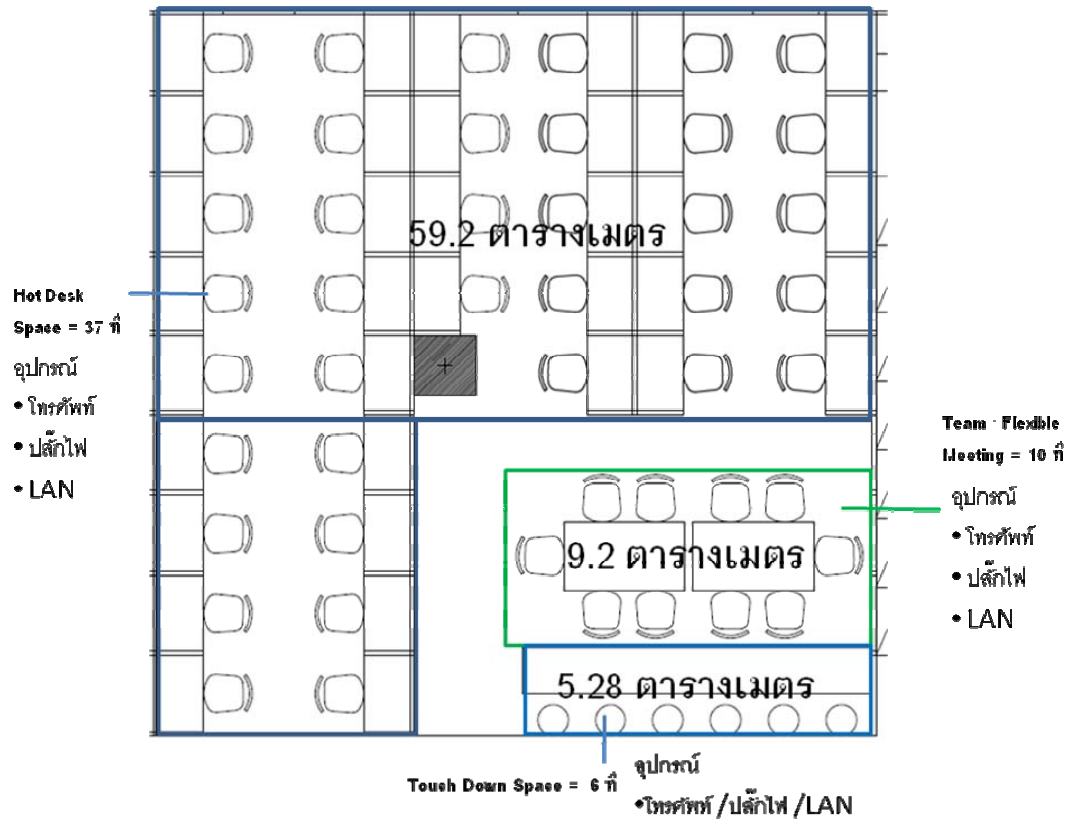 59.2 ตารางเมตร
Hot Desk
Space = 37 ที่
อุปกรณ์
• โทรศัพท์
• ปลั๊กไฟ
• LAN
Team - Flexible
Meeting = 10 ที่
อุปกรณ์
• โทรศัพท์
• ปลั๊กไฟ
• LAN
9.2 ตารางเมตร
5.28 ตารางเมตร
Touch Down Space = 6 ที่
อุปกรณ์
•โทรศัพท์ /ปลั๊กไฟ /LAN